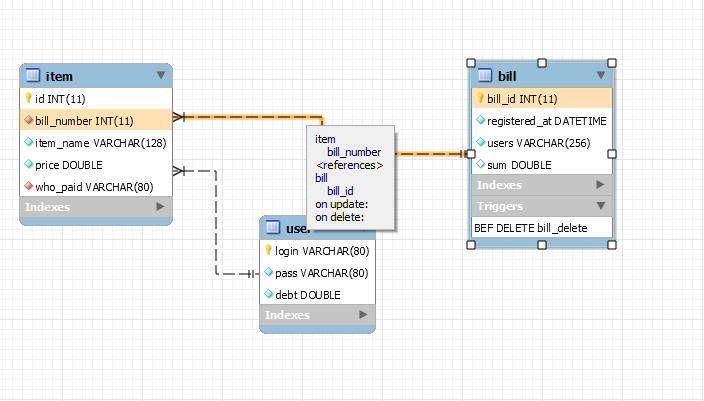 item
id INT(11)
bill_number INT(11)
item_name VARCHAR(128)
price DOUBLE
who_paid VARCHAR(80)
Indexes
item
bill_number
<references>
bill
bill_id
on update:
on delete:
user
login VARCHAR(80)
pass VARCHAR(80)
debt DOUBLE
Indexes
bill
bill_id INT(11)
registered_at DATETIME
users VARCHAR(256)
sum DOUBLE
Indexes
Triggers
BEF DELETE bill_delete